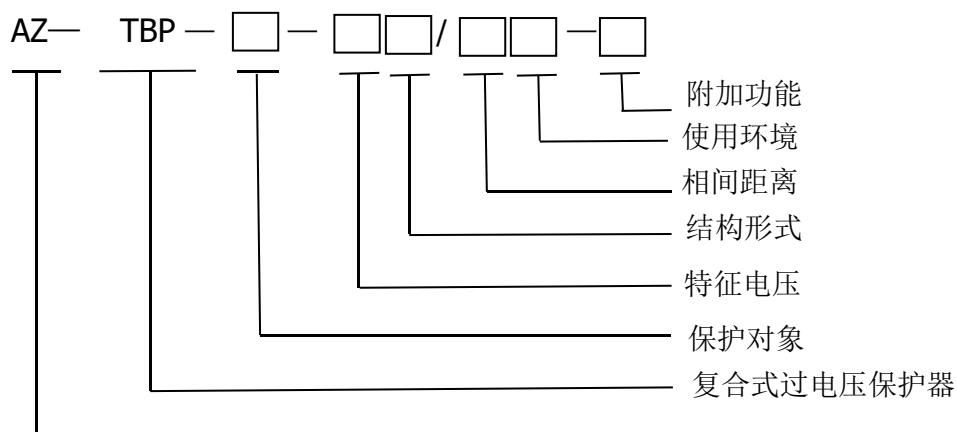 AZ— TBP — □ — □□/□□ —□
附加功能
使用环境
相间距离
结构形式
特征电压
保护对象
复合式过电压保护器